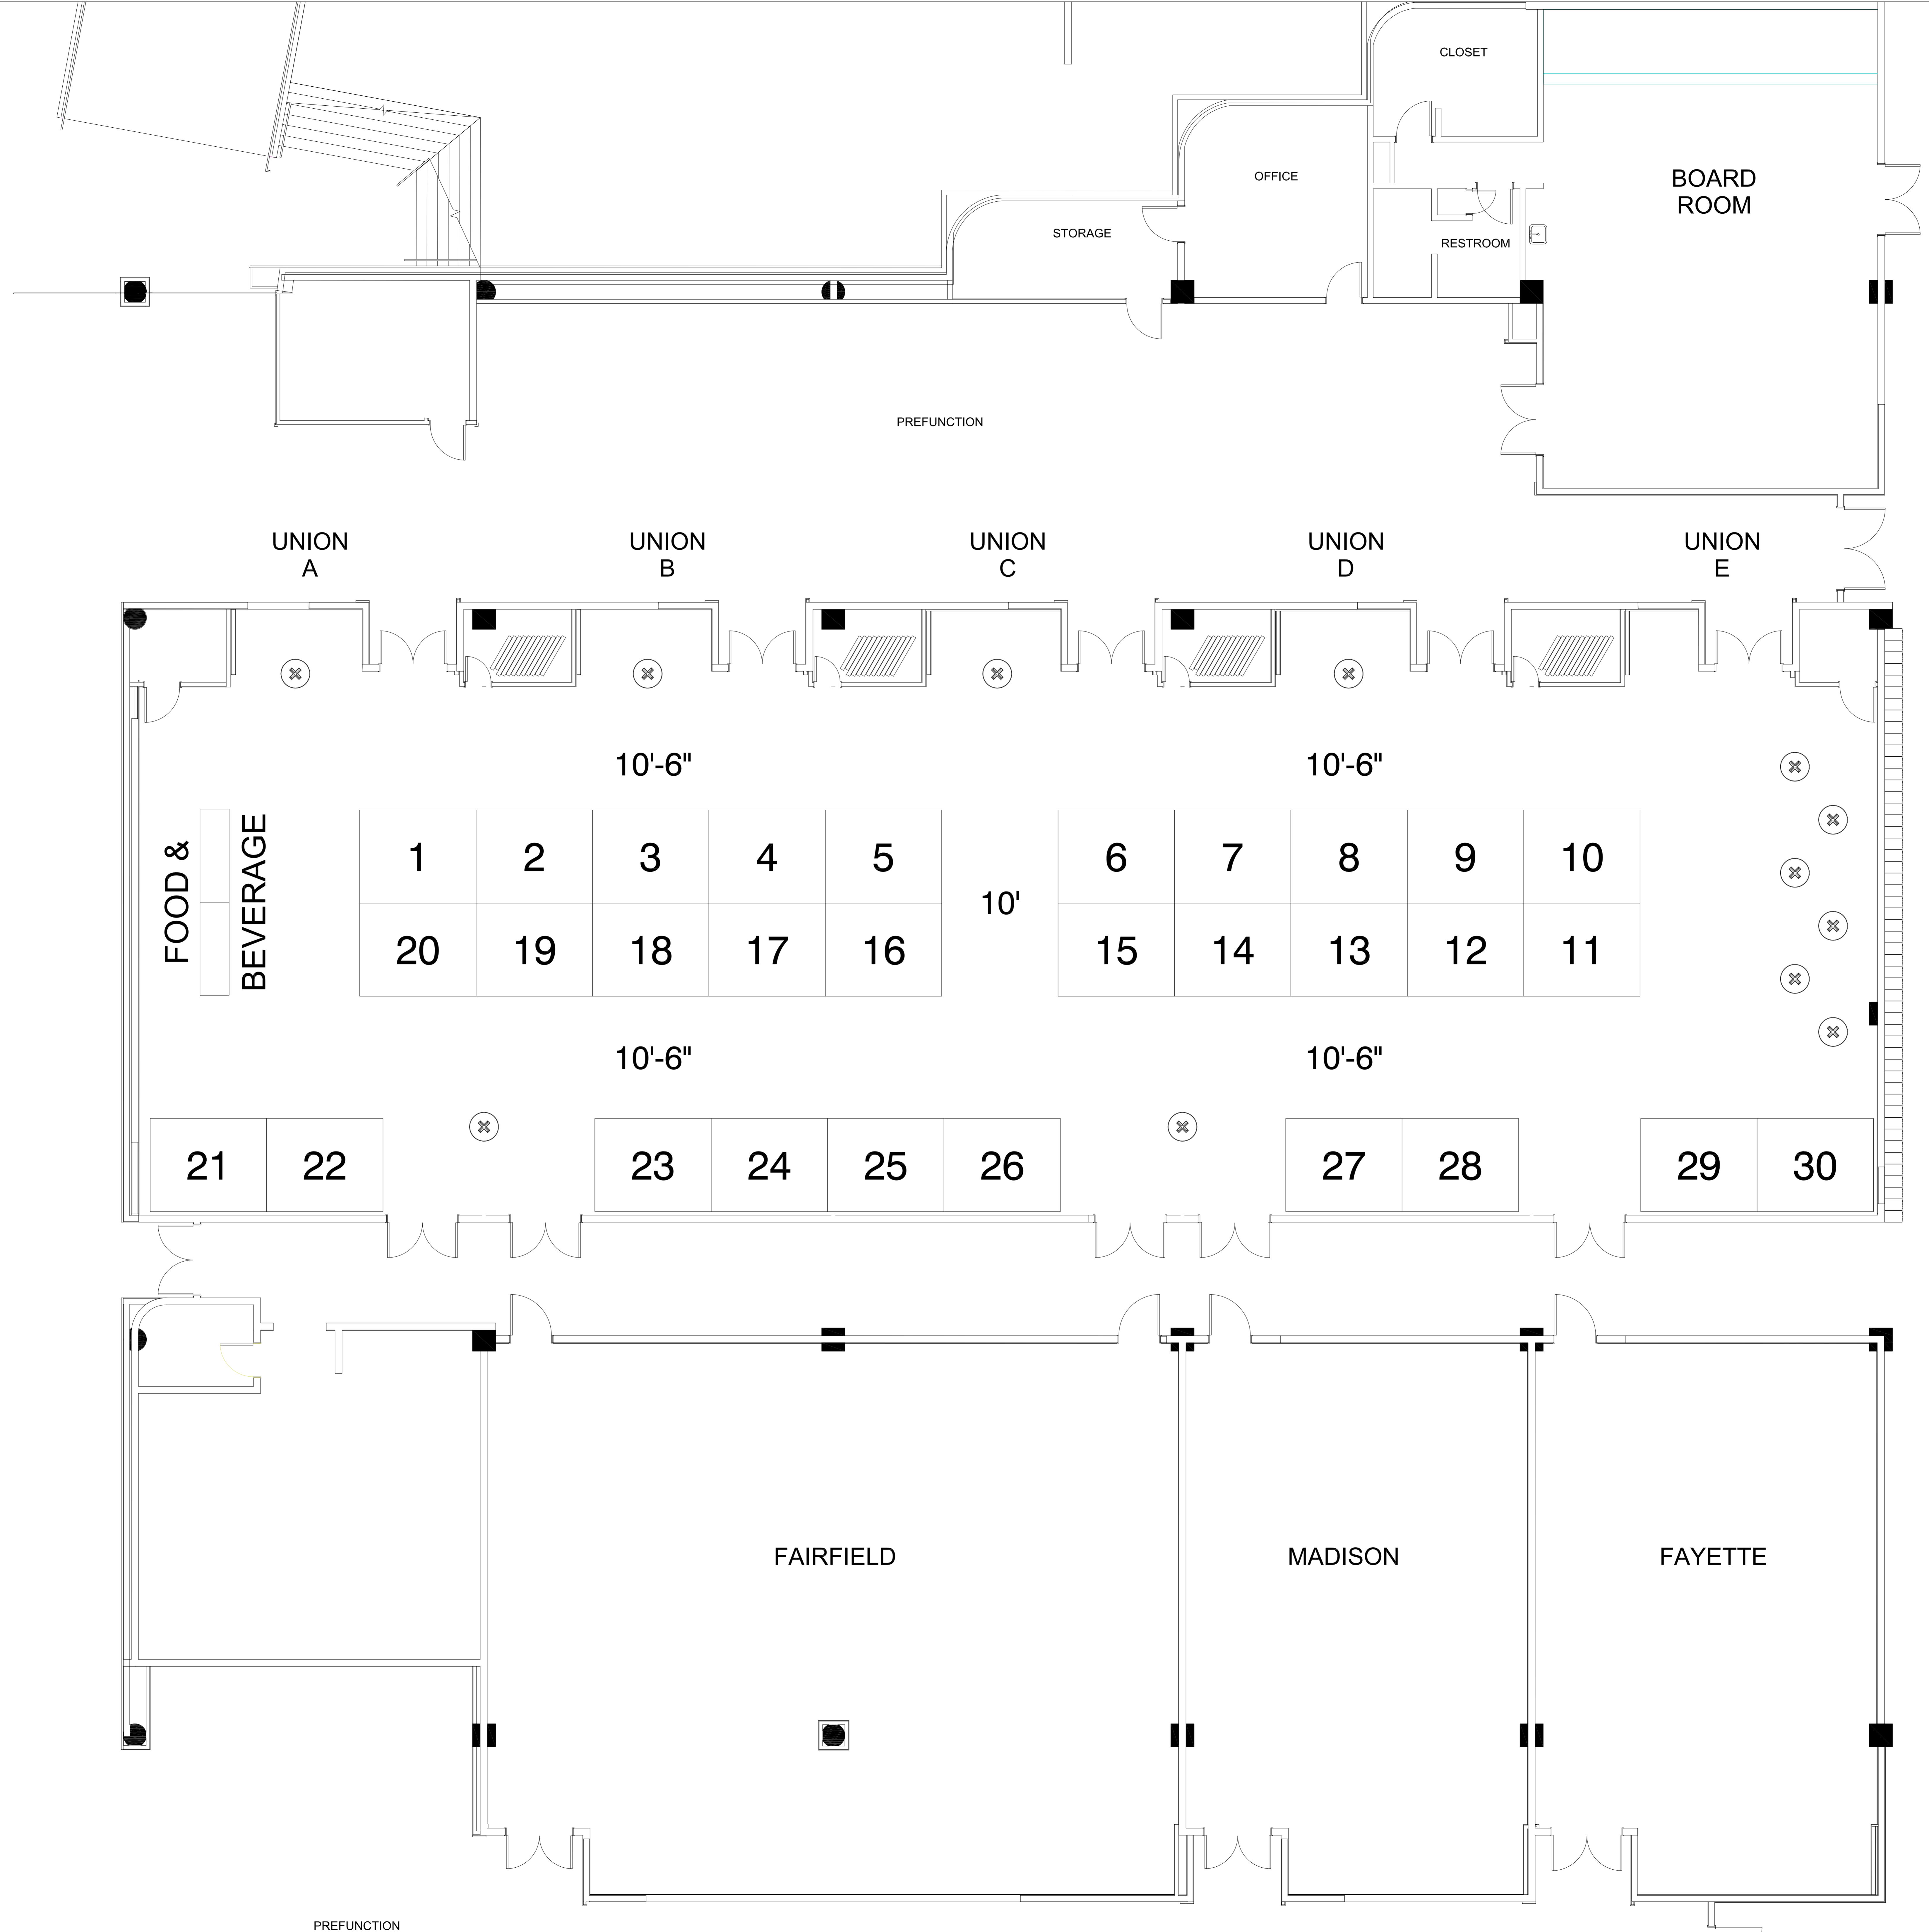 CLOSET
OFFICE
BOARD
ROOM
STORAGE
RESTROOM
PREFUNCTION
UNION
A
UNION
B
UNION
C
UNION
D
UNION
E
10'-6"
10'-6"
FOOD &
BEVERAGE
1 2 3 4 5
6 7 8 9 10
10'
20 19 18 17 16
15 14 13 12 11
10'-6"
10'-6"
21 22
23 24 25 26
27 28
29 30
FAIRFIELD
MADISON
FAYETTE
PREFUNCTION